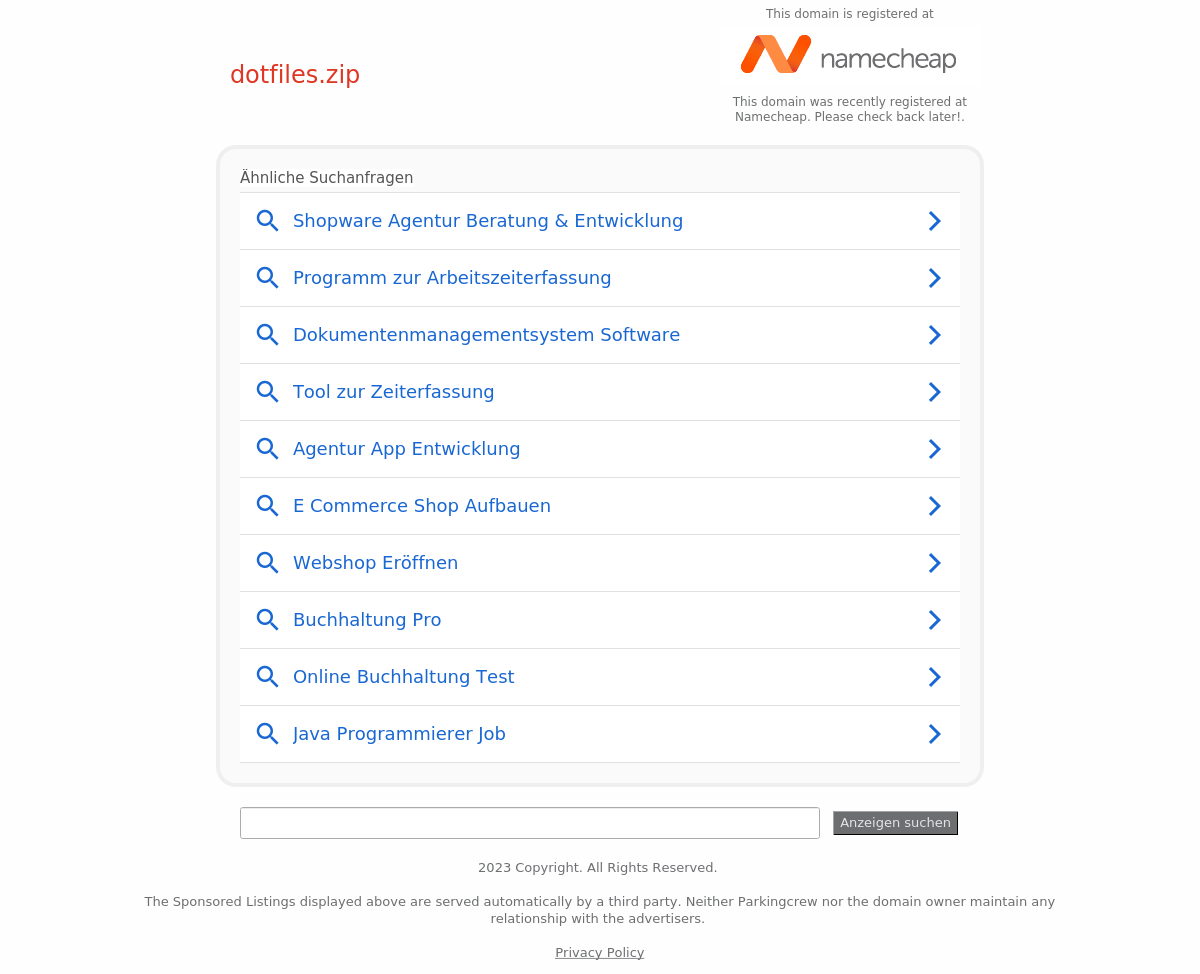 This domain is registered at
dotfiles.zip
namecheap
This domain was recently registered at
Namecheap. Please check back later!.
Ähnliche Suchanfragen
Shopware Agentur Beratung & Entwicklung
Programm zur Arbeitszeiterfassung
Dokumentenmanagementsystem Software
Tool zur Zeiterfassung
Agentur App Entwicklung
E Commerce Shop Aufbauen
Webshop Eröffnen
Buchhaltung Pro
Online Buchhaltung Test
Java Programmierer Job
Anzeigen suchen
2023 Copyright. All Rights Reserved.
The Sponsored Listings displayed above are served automatically by a third party. Neither Parkingcrew nor the domain owner maintain any
relationship with the advertisers.
Privacy Policy